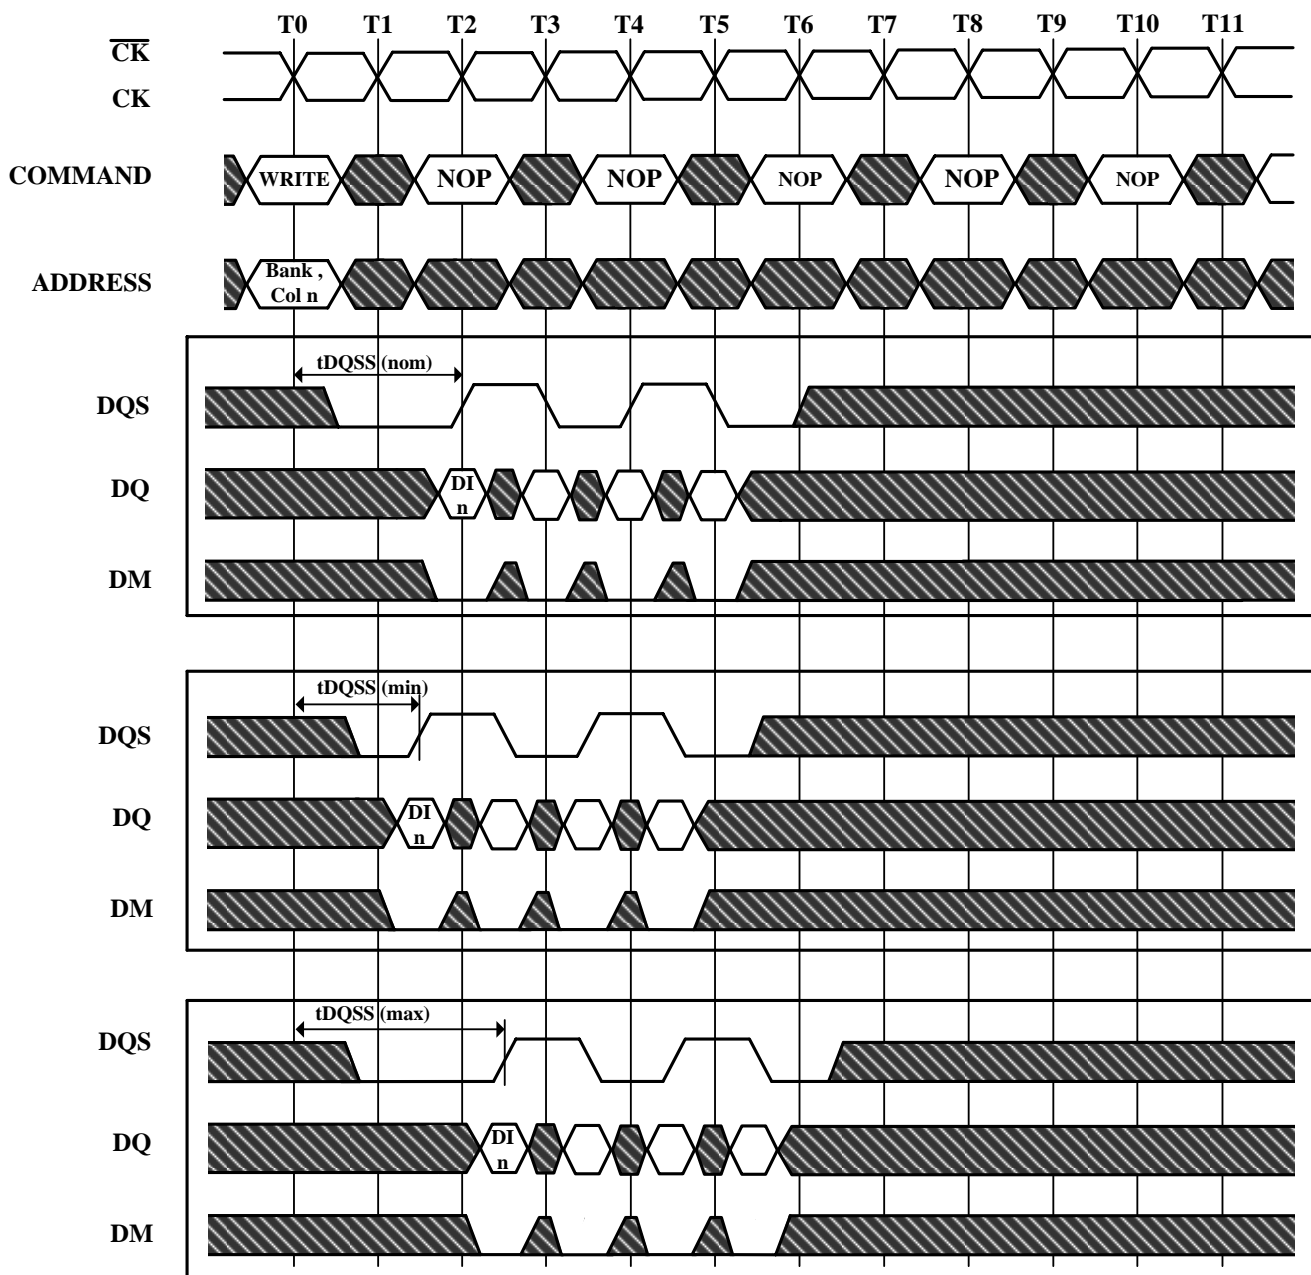 T0 T1 T2 T3 T4 T5 T6 T7 T8 T9 T10 T11
CK
CK
COMMAND WRITE NOP NOP NOP NOP NOP
ADDRESS Bank ,
Col n
tDQSS (nom)
DQS
DQ DI
n
DM
tDQSS (min)
DQS
DQ DI
n
DM
tDQSS (max)
DQS
DQ DI
n
DM